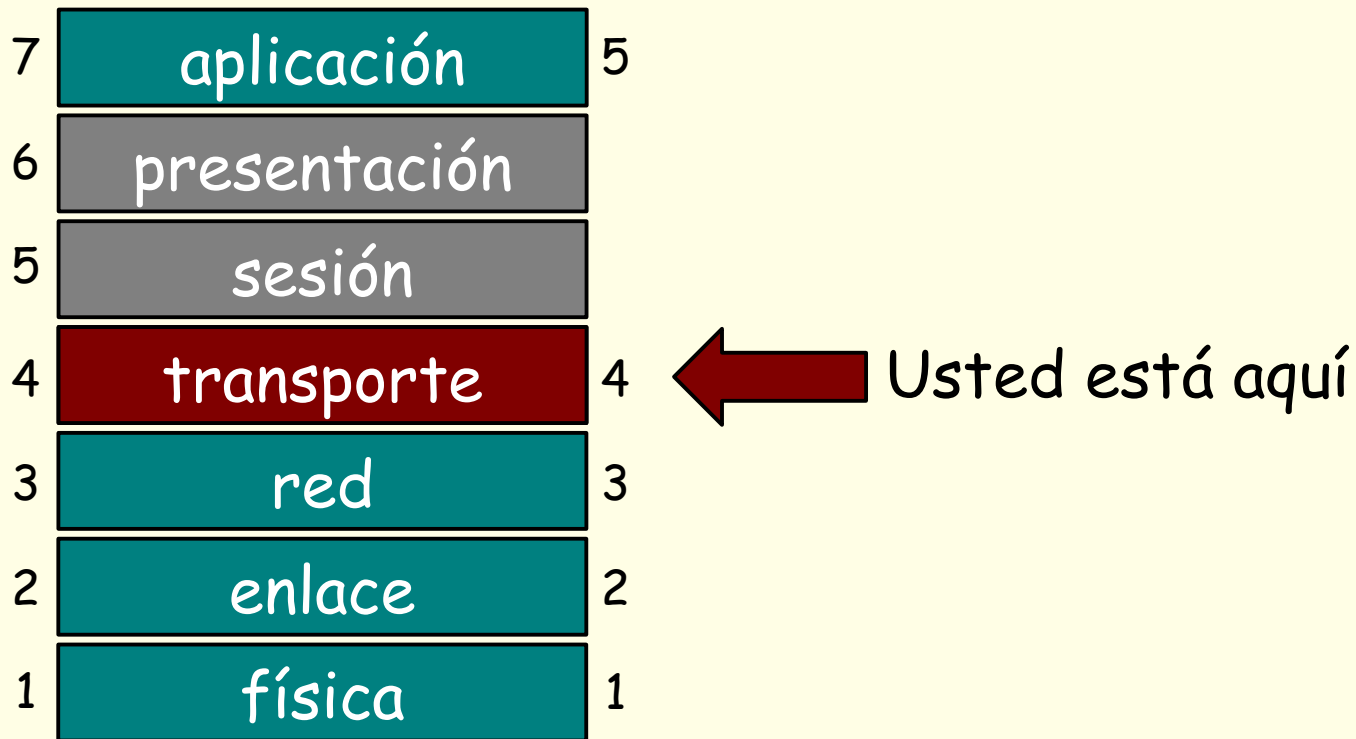 7 aplicación 5
6 presentación
5 sesión
4 transporte 4 Usted está aquí
3 red 3
2 enlace 2
1 física 1